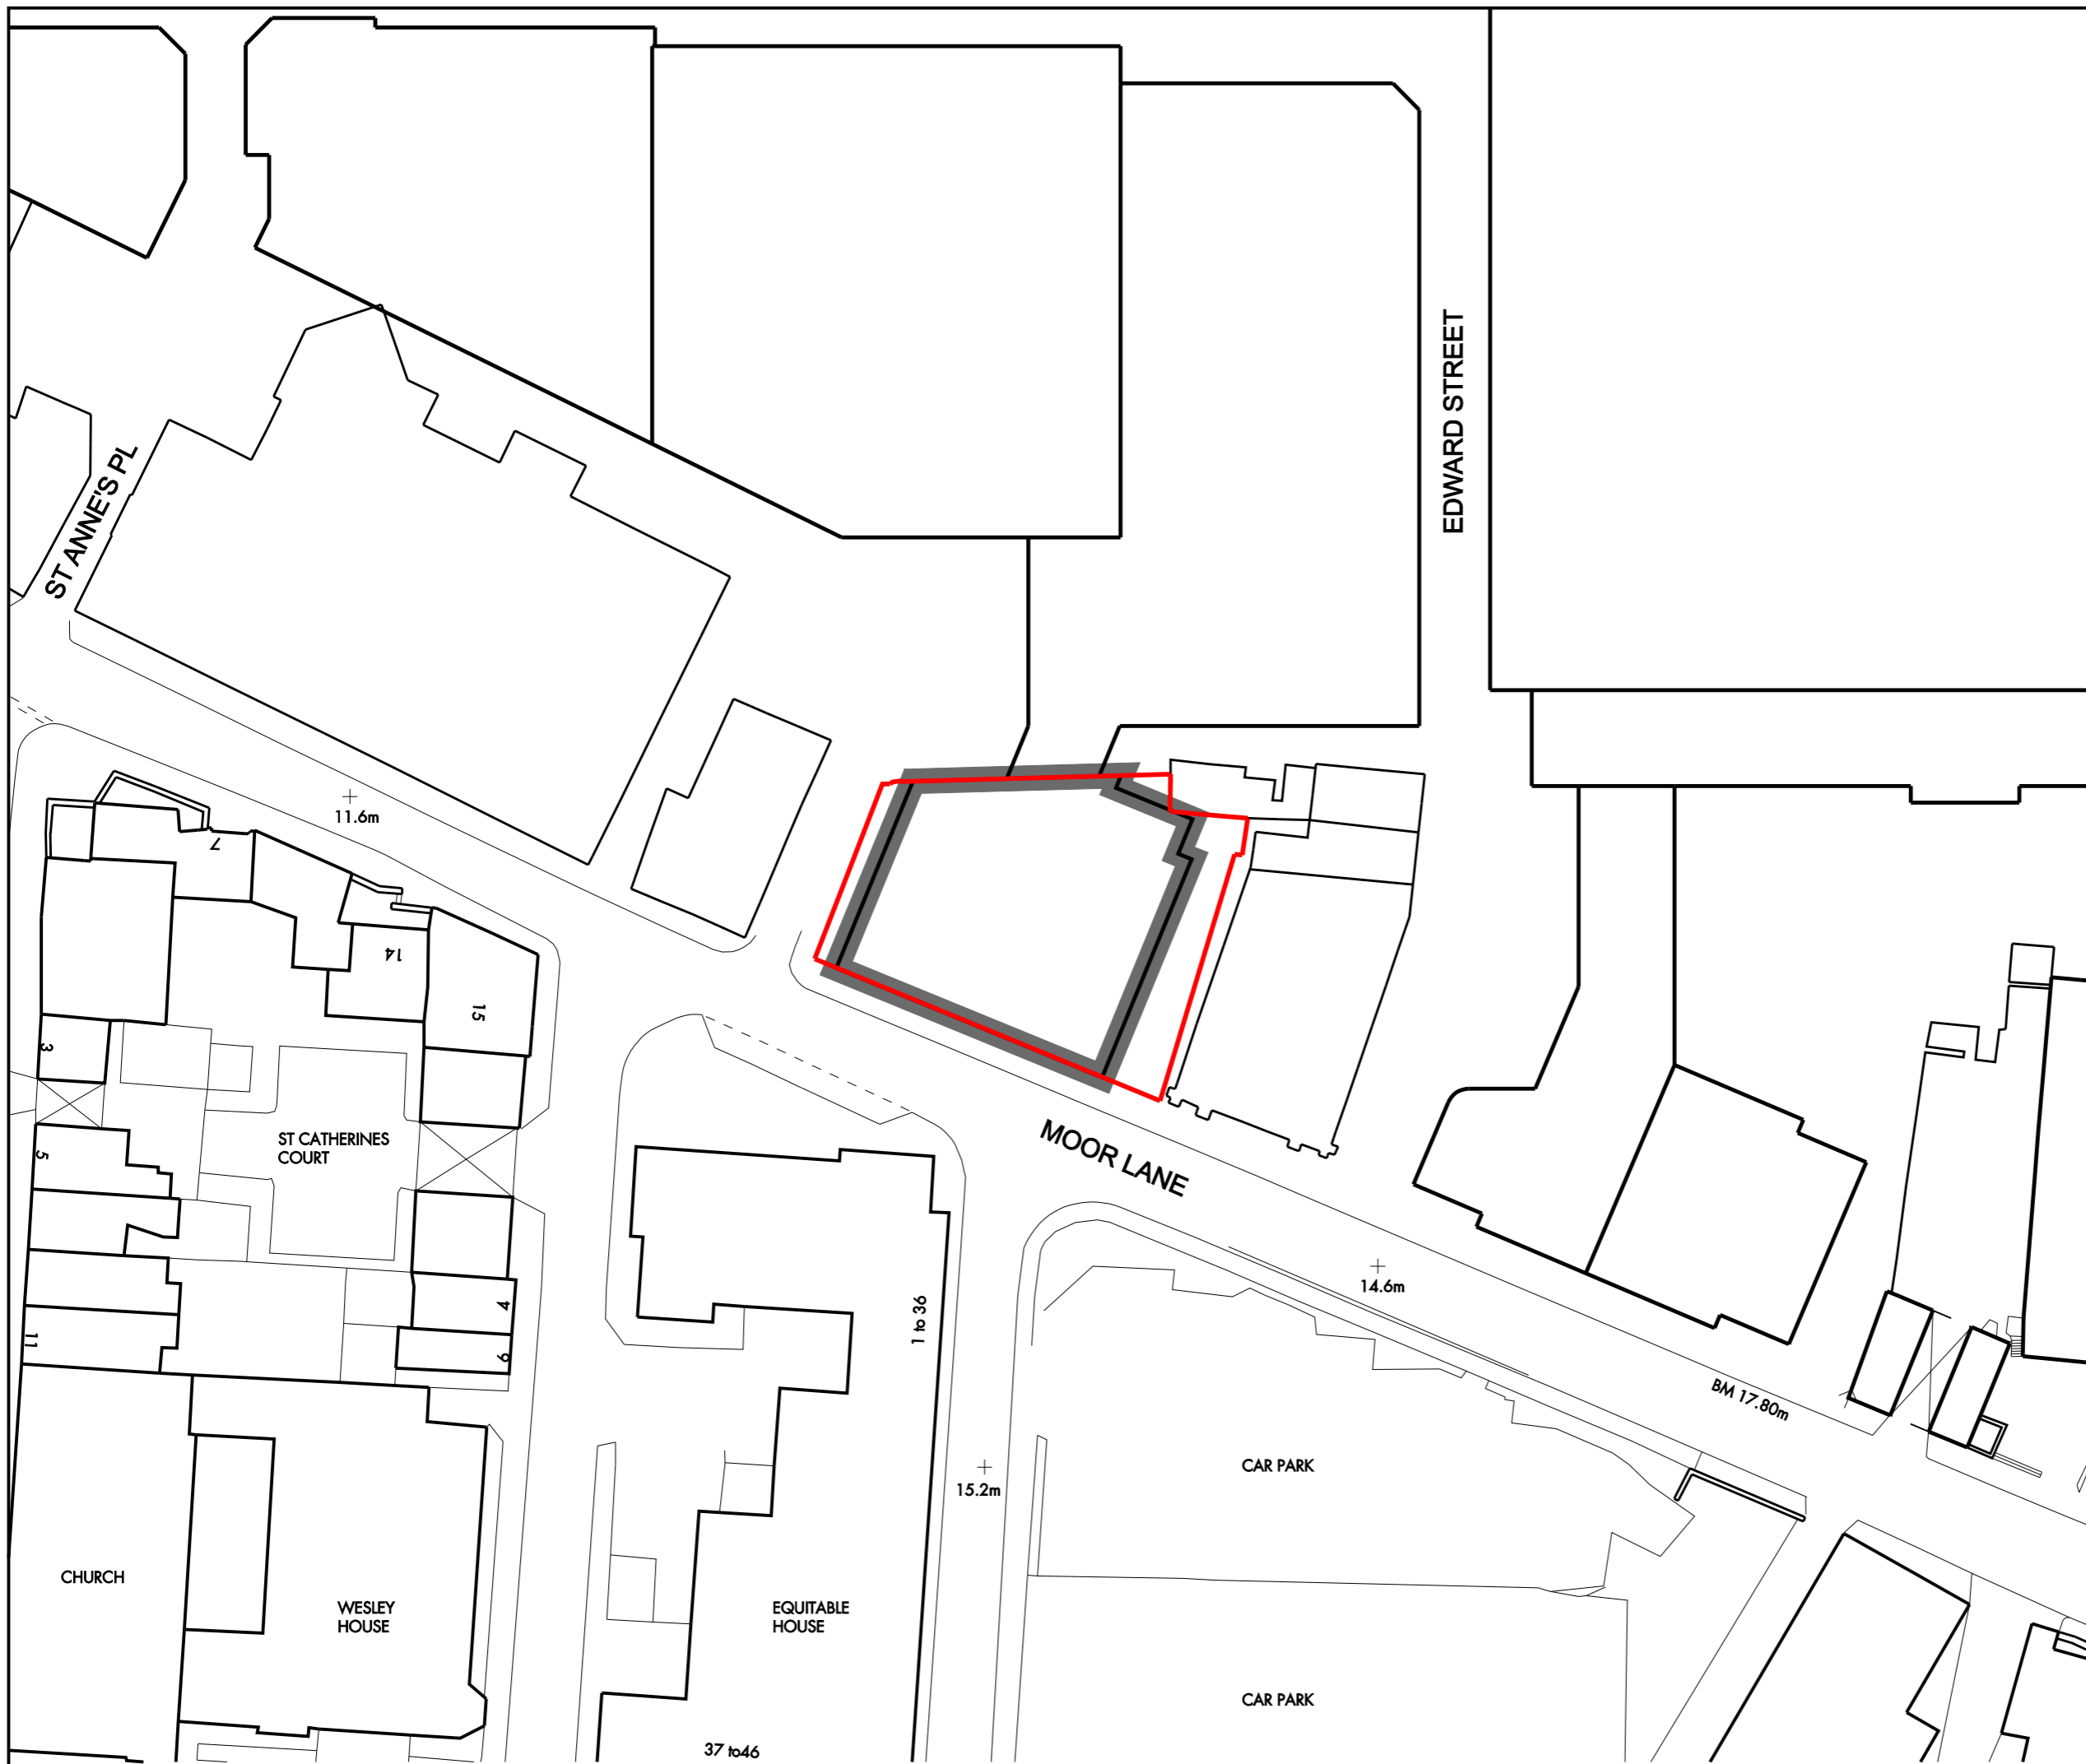 EDWARD STREET
ST ANNE'S PL
11.6m
7
14
15
3
ST CATHERINES
COURT
5
MOOR LANE
14.6m
4
1 to 36
11
6
BM 17.80m
CAR PARK
15.2m
CHURCH
WESLEY
HOUSE
EQUITABLE
HOUSE
CAR PARK
37 to46